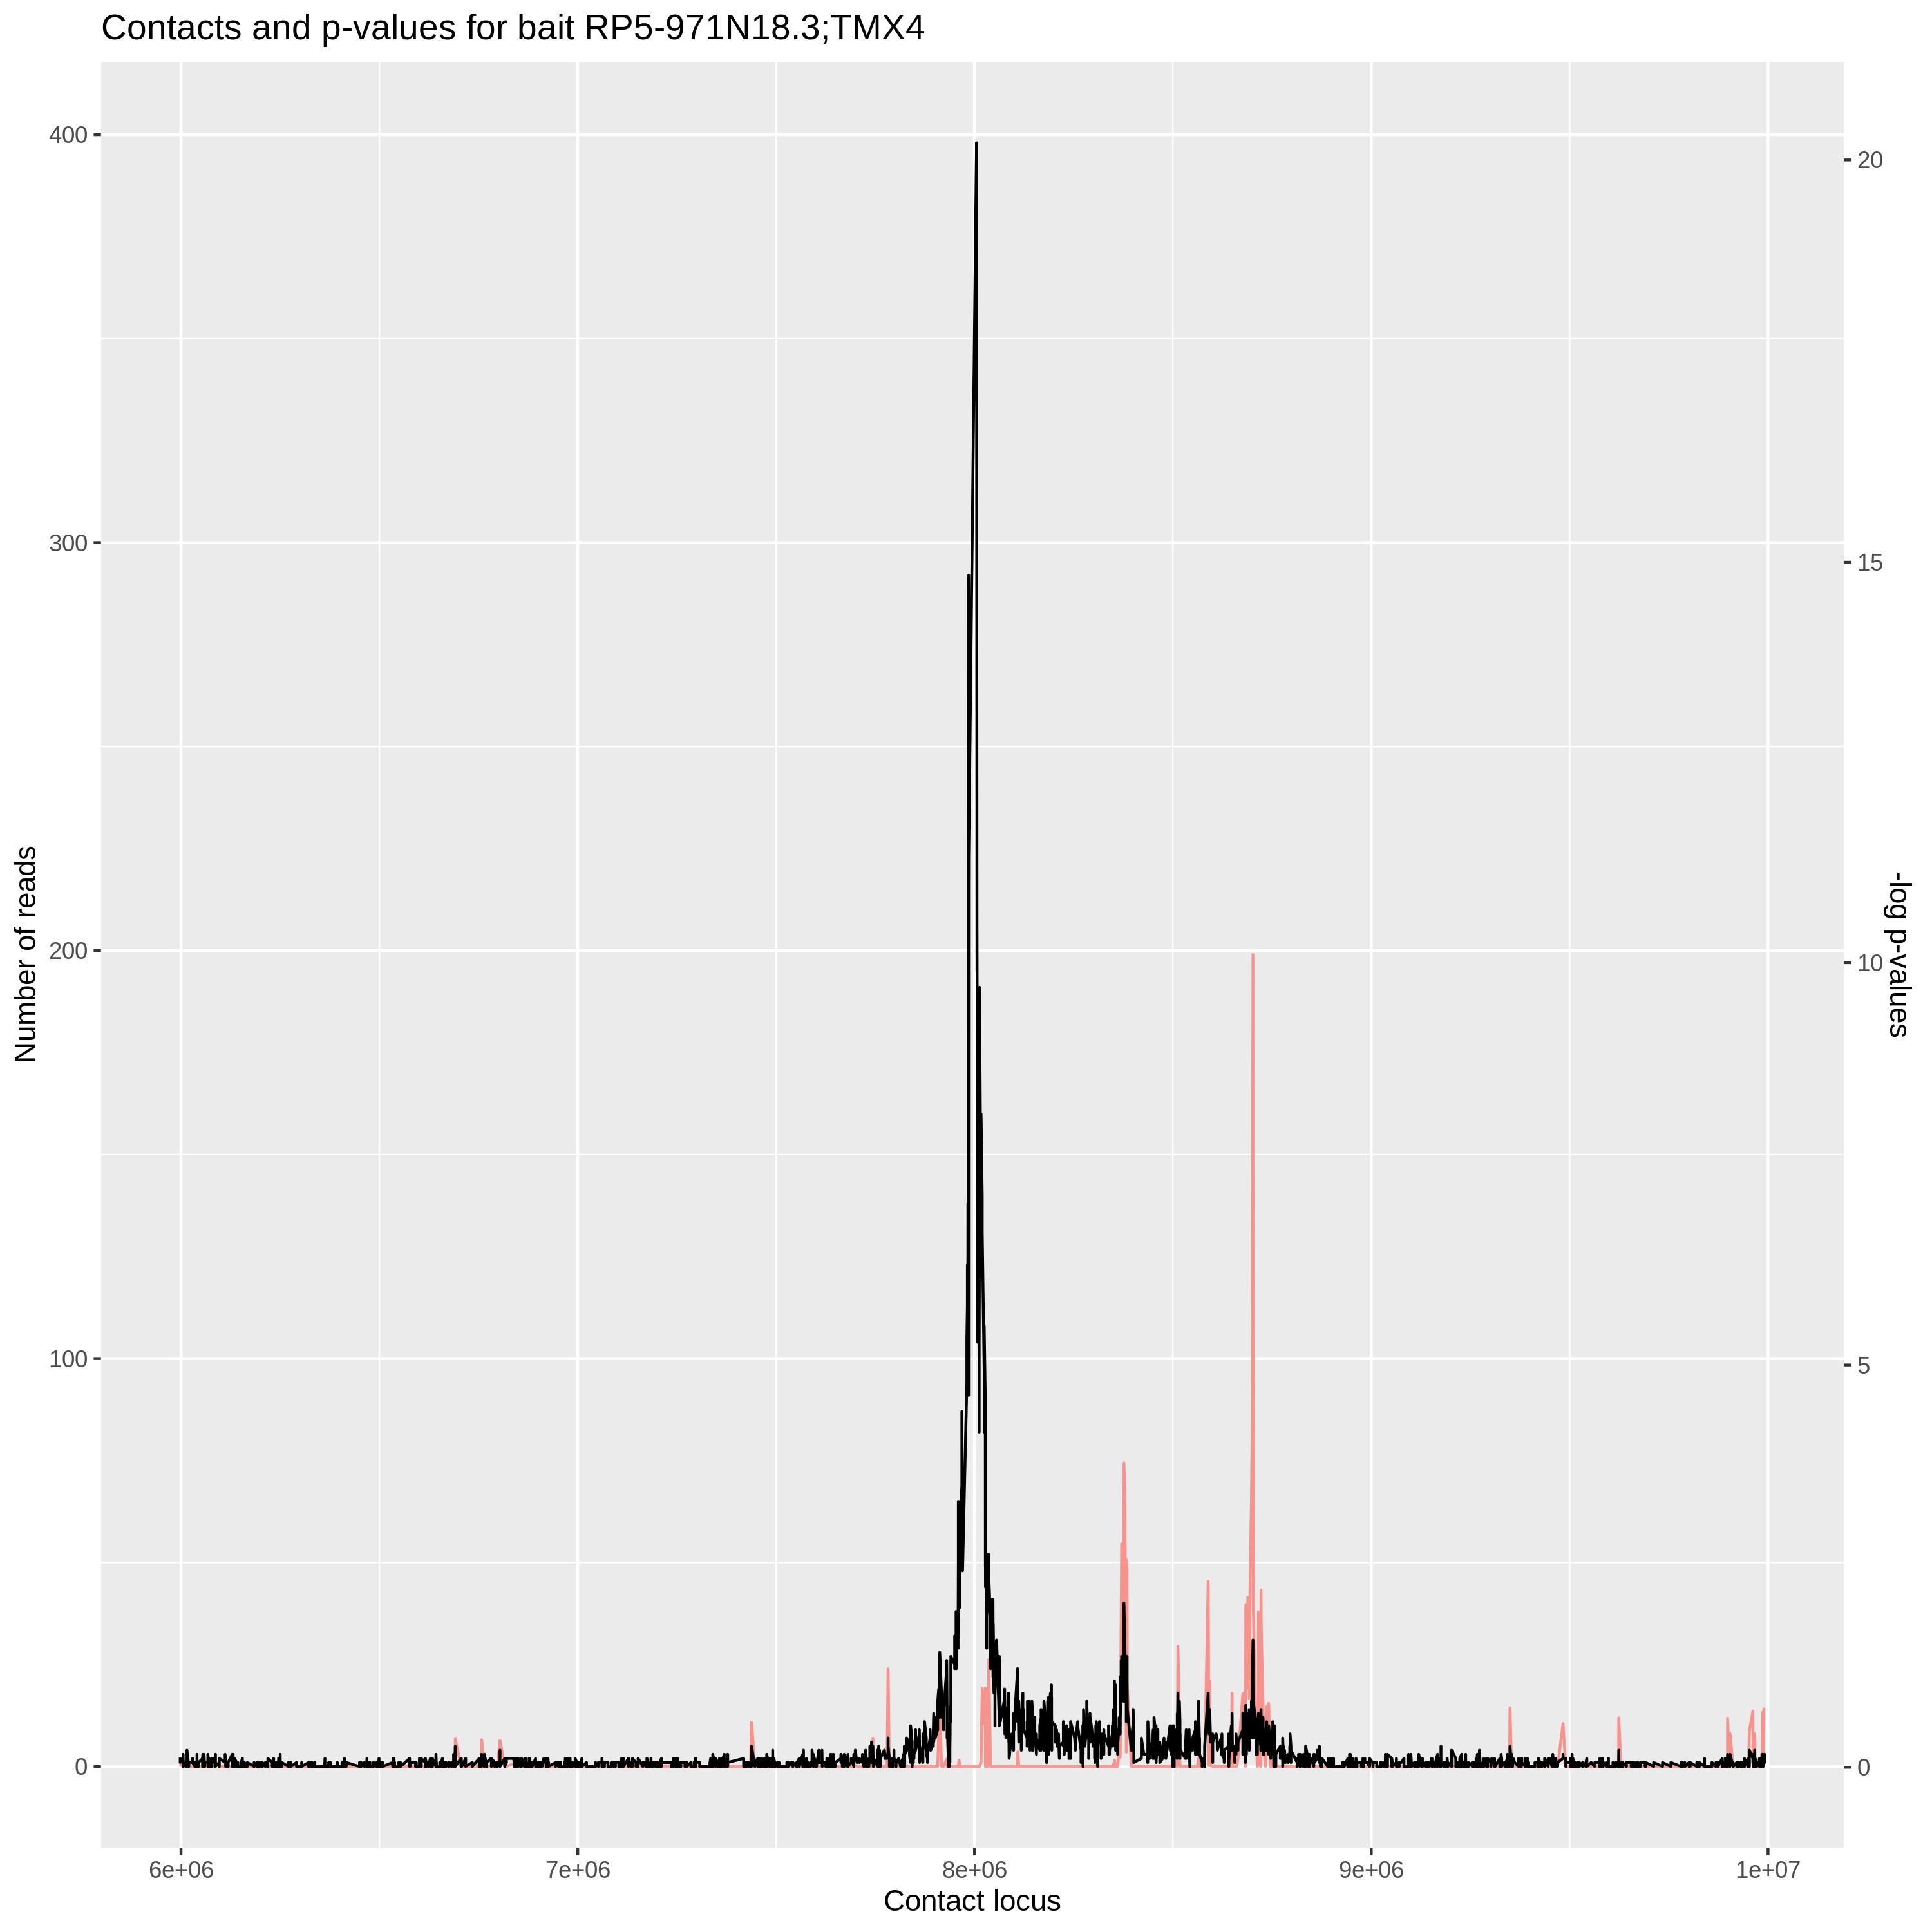 Contacts and p-values for bait RP5-971N18.3;TMX4
400
300
200
100
0
Number of reads
20
15
10
5
0
-log p-values
6e+06
7e+06
8e+06
9e+06
1e+07
Contact locus